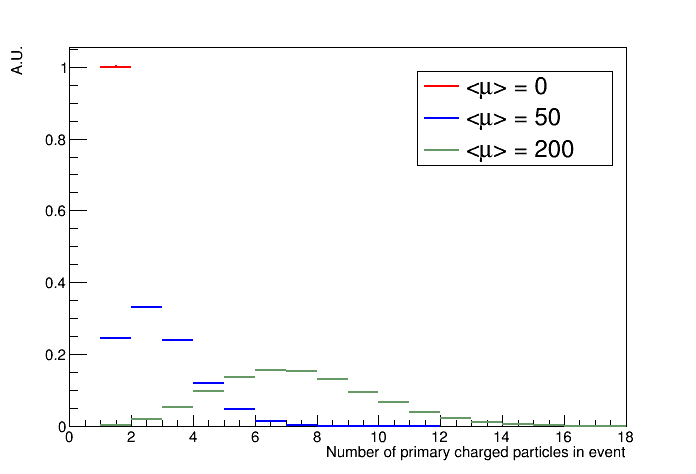 A.U.
<μ> = 0
<μ> = 50
<μ> = 200
1
0.8
0.6
0.4
0.2
0
0 2 4 6 8 10 12 14 16 18
Number of primary charged particles in event